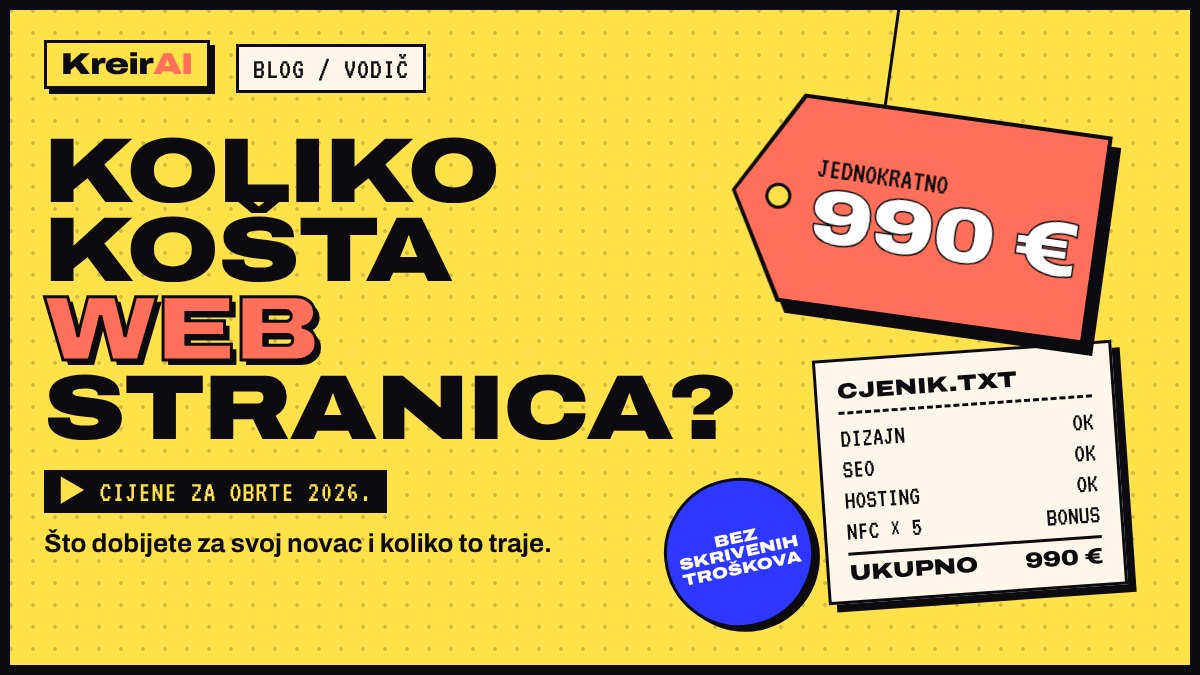 KreirAI
BLOG / VODIČ
KOLIKO
KOŠTA
WEB
STRANICA?
CIJENE ZA OBRTE 2026.
Što dobijete za svoj novac i koliko to traje.
JEDNOKRATNO
990 €
CJENIK.TXT
DIZAJN OK
SEO OK
HOSTING OK
NFC X 5 BONUS
UKUPNO 990 €
BEZ
SKRIVENIH
TROŠKOVA